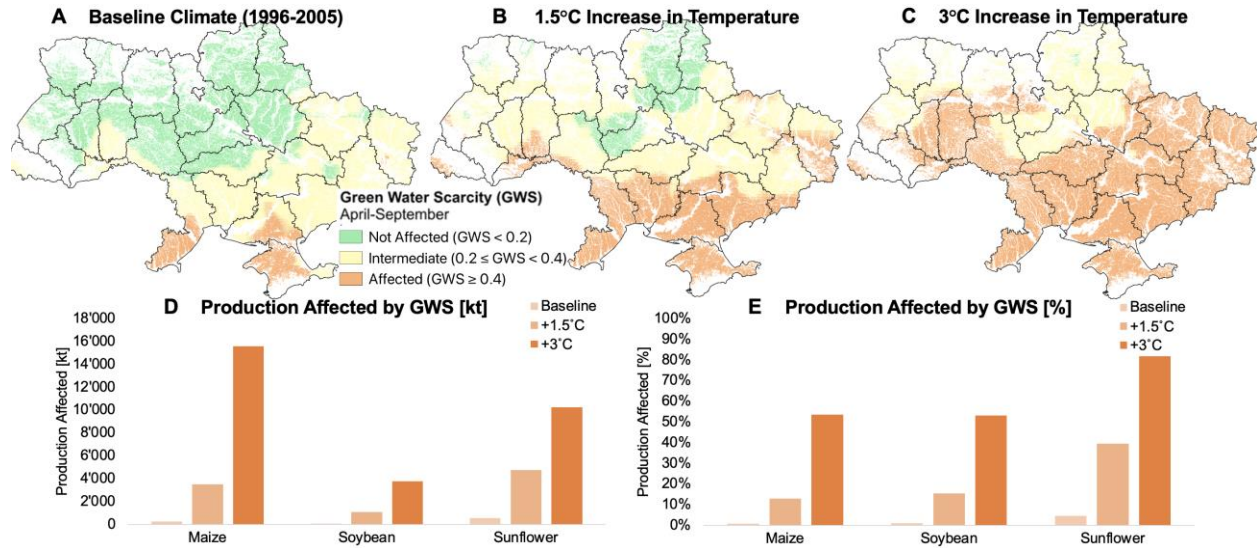 A Baseline Climate (1996-2005)
B 1.5°C Increase in Temperature
C 3°C Increase in Temperature
Green Water Scarcity (GWS)
April-September
Not Affected (GWS < 0.2)
Intermediate (0.2 ≤ GWS < 0.4)
Affected (GWS ≥ 0.4)
D Production Affected by GWS [kt]
Baseline
+1.5˚C
+3˚C
Production Affected [kt]
18'000
16'000
14'000
12'000
10'000
8'000
6'000
4'000
2'000
0
Maize Soybean Sunflower
E Production Affected by GWS [%]
Baseline
+1.5˚C
+3˚C
Production Affected [%]
100%
90%
80%
70%
60%
50%
40%
30%
20%
10%
0%
Maize Soybean Sunflower